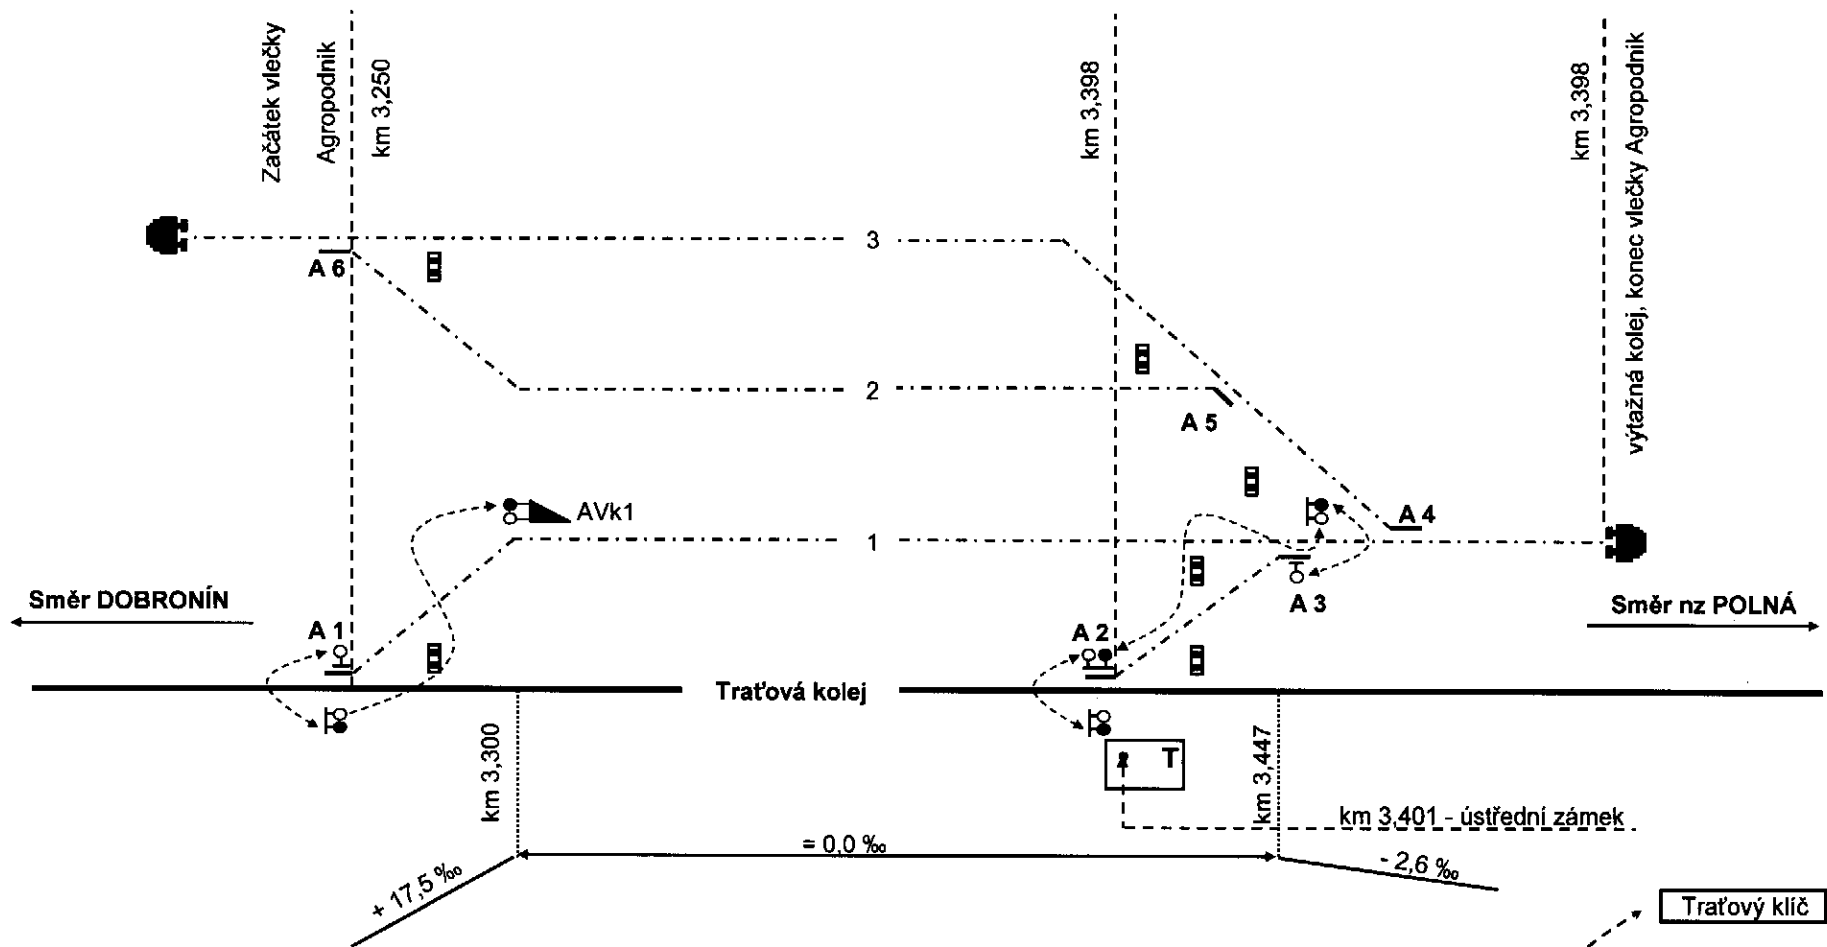 Začátek vlečky
Agropodnik
km 3,250
km 3,398
km 3,398
výtažná kolej, konec vlečky Agropodnik
3
A 6
2
A 5
AVk1
A 4
1
Směr DOBRONÍN
A 3
Směr nz POLNÁ
A 1
A 2
Traťová kolej
km 3,300
T
km 3,447
km 3,401 - ústřední zámek
= 0,0 ‰
+ 17,5 ‰
- 2,6 ‰
Traťový klíč